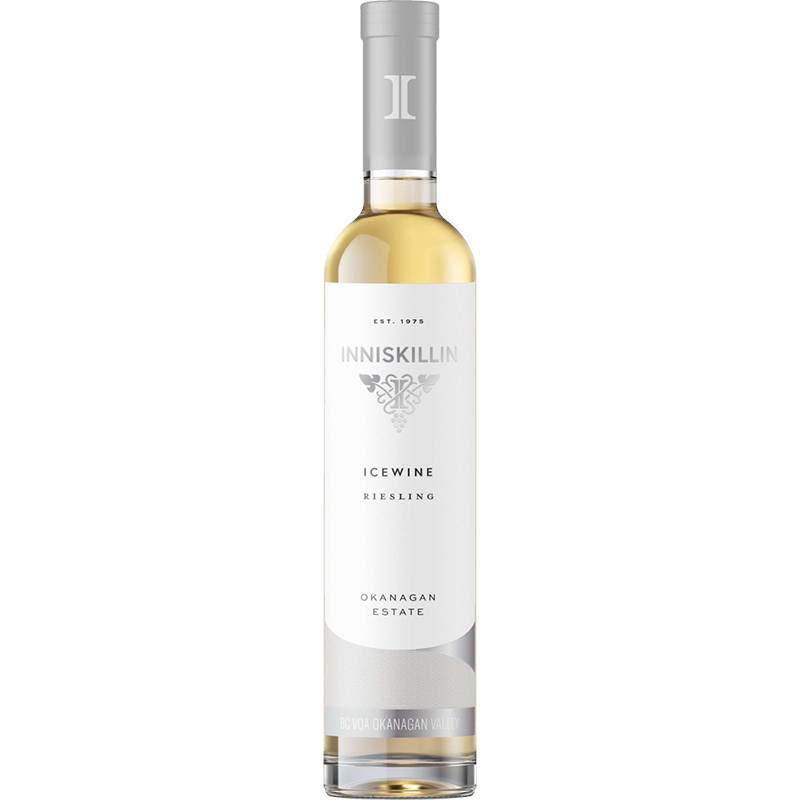 I
EST. 1975
INNISKILLIN
I
ICEWINE
RIESLING
OKANAGAN
ESTATE
BC VQA OKANAGAN VALLEY